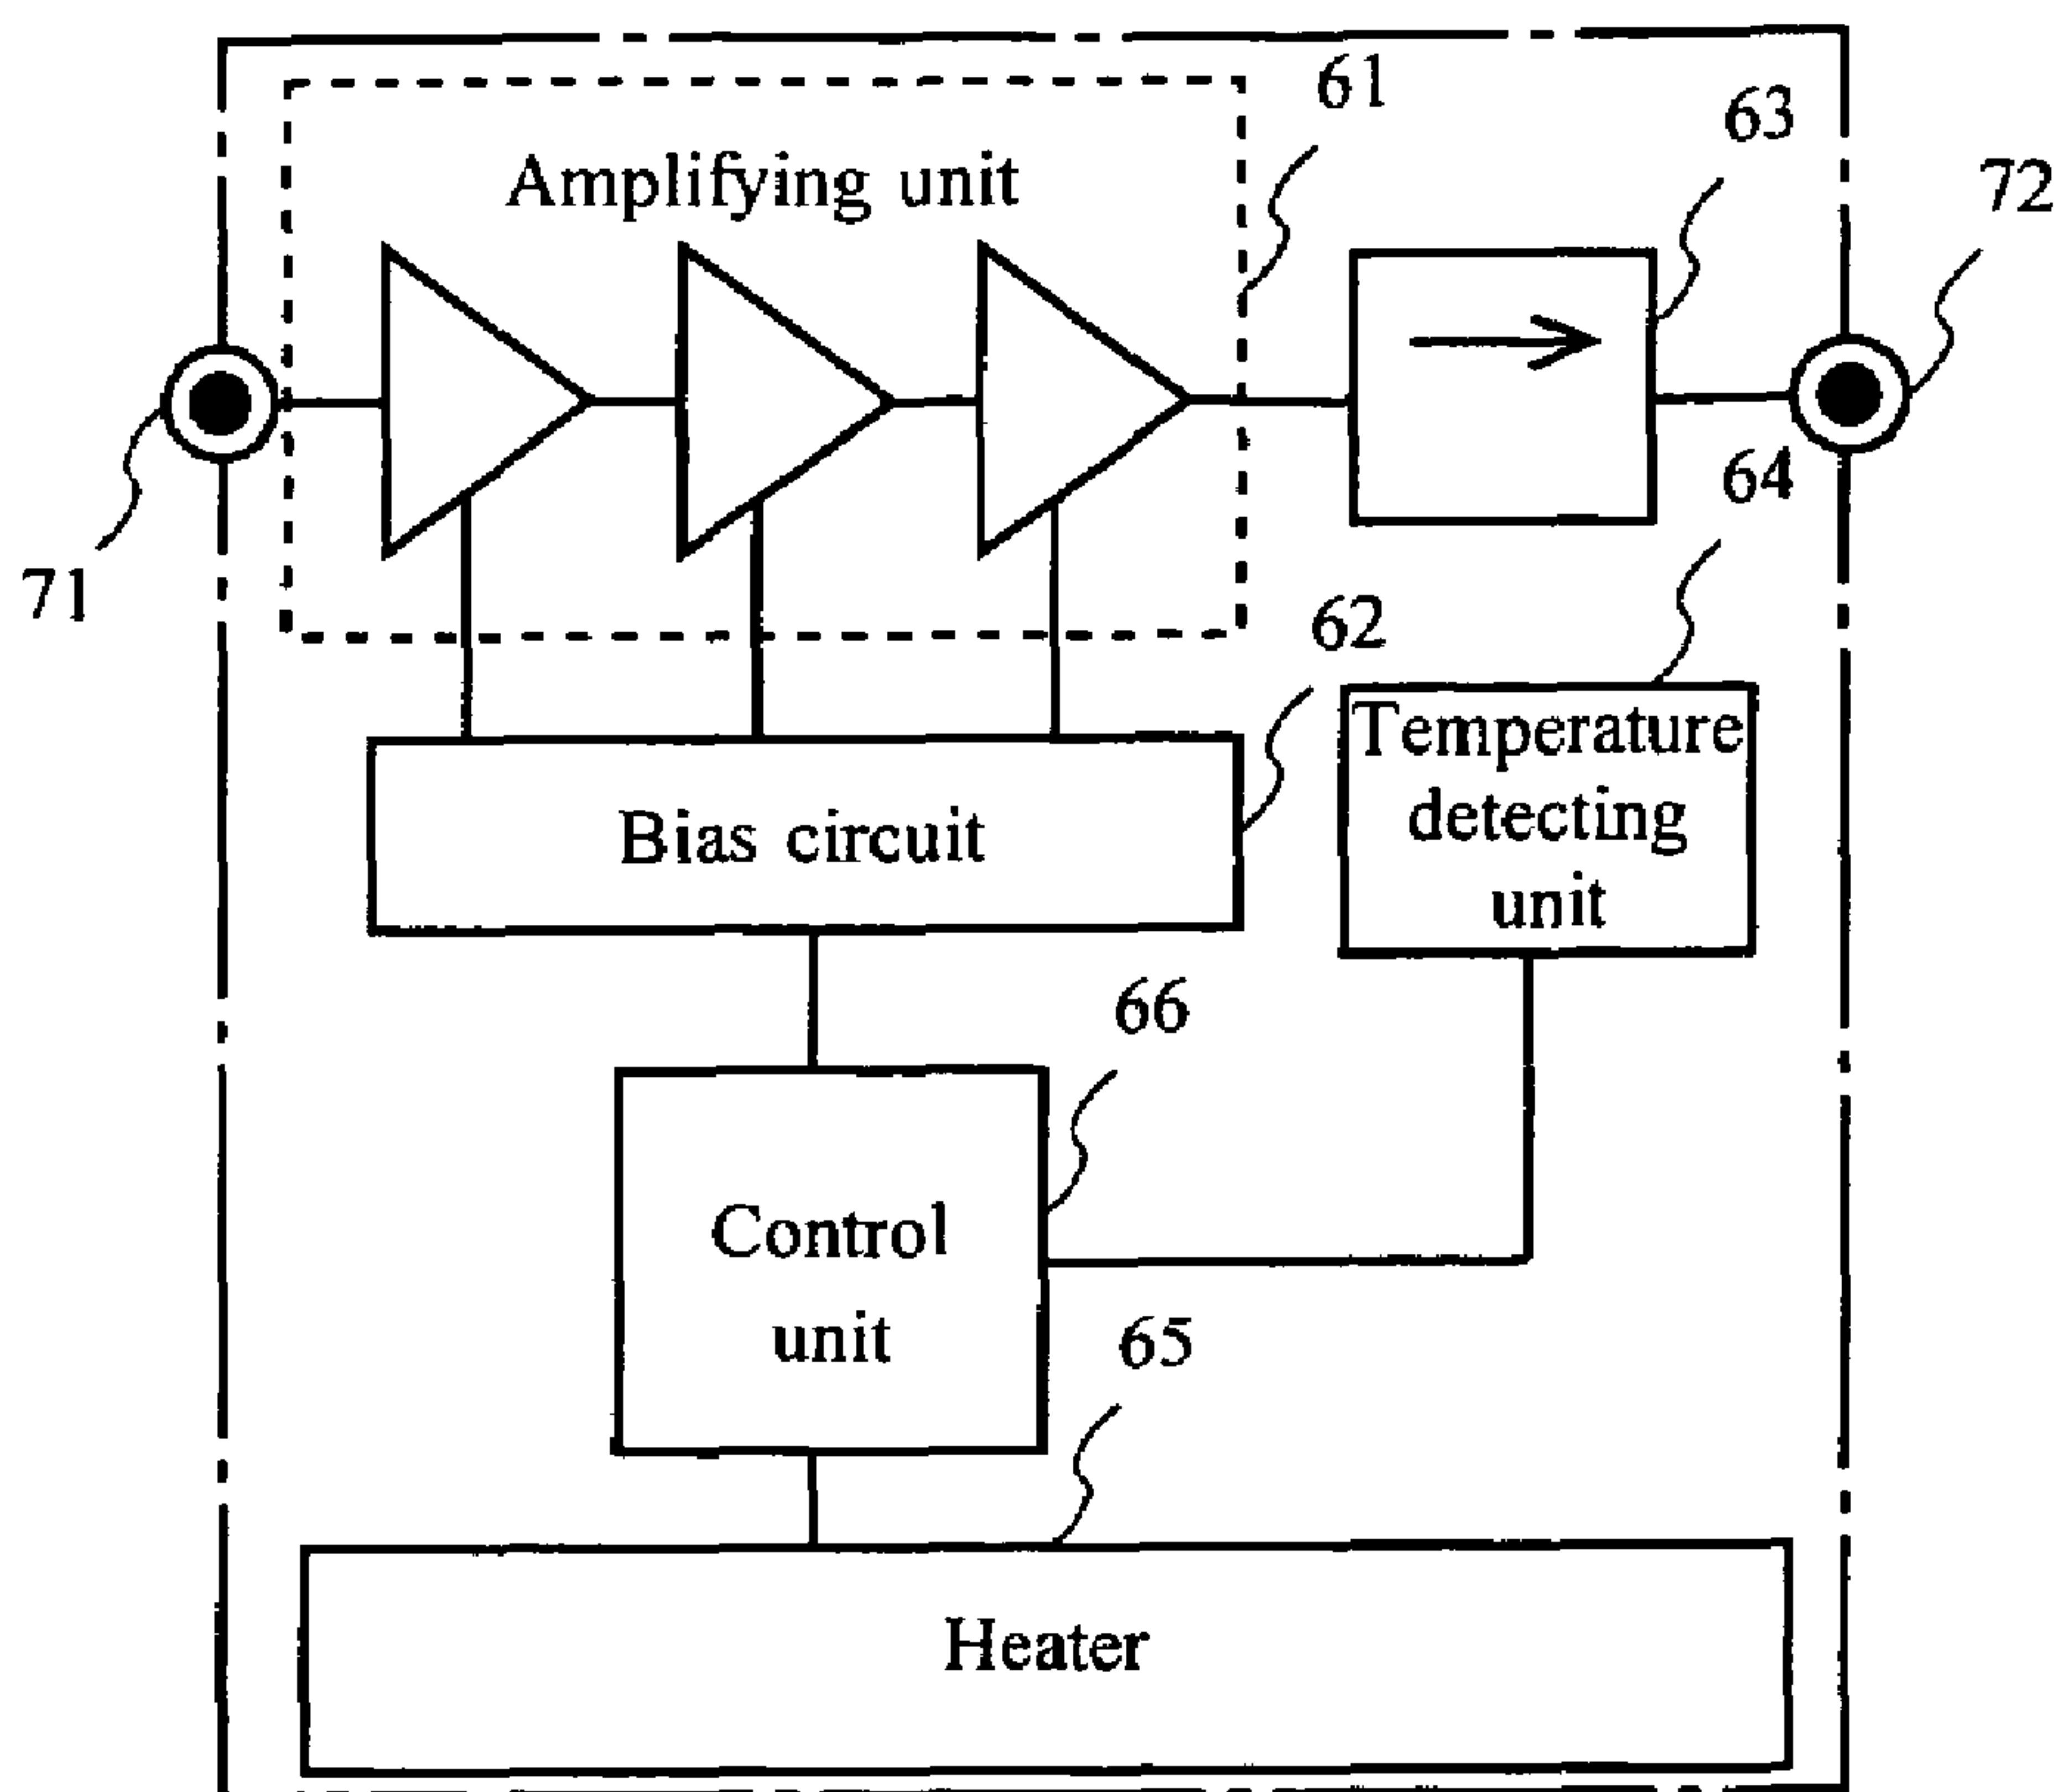 61
63
72
Amplifying unit
71
64
62
Temperature
detecting
unit
Bias circuit
66
Control
unit
65
Heater